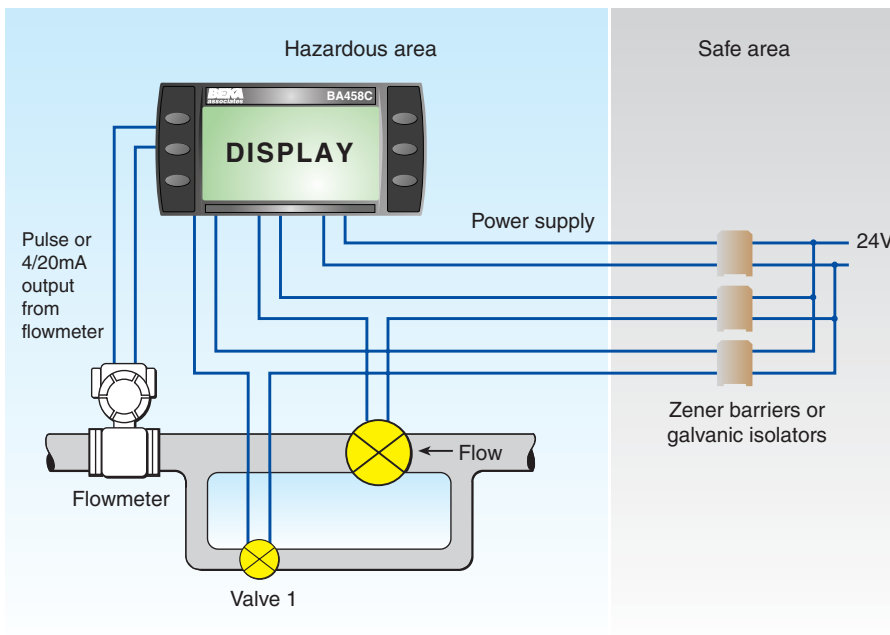 Hazardous area
Safe area
BEKA
associates
BA458C
DISPLAY
Power supply
24V
Pulse or
4/20mA
output
from
flowmeter
Zener barriers or
galvanic isolators
Flow
Flowmeter
Valve 1